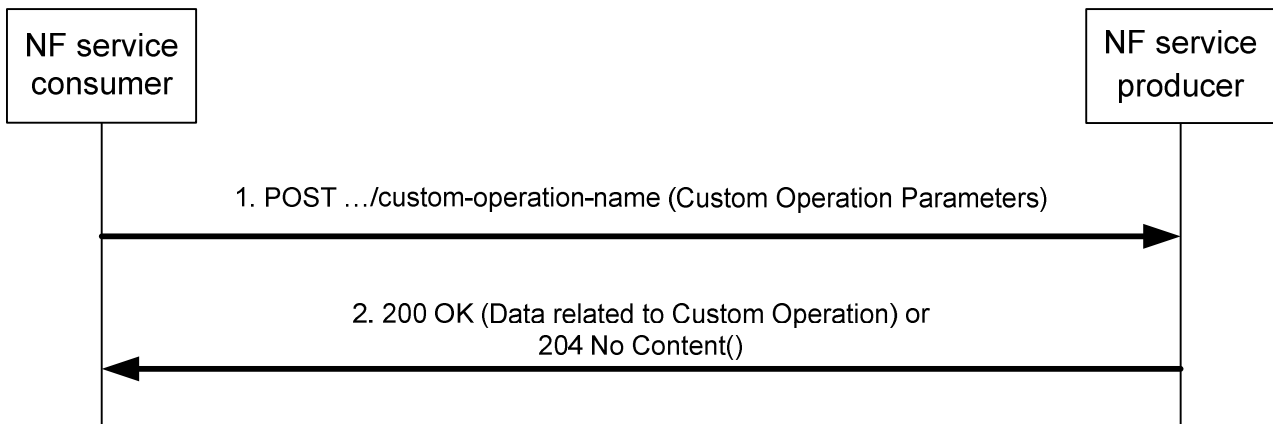 NF service
consumer
NF service
producer
1. POST …/custom-operation-name (Custom Operation Parameters)
2. 200 OK (Data related to Custom Operation) or
204 No Content()